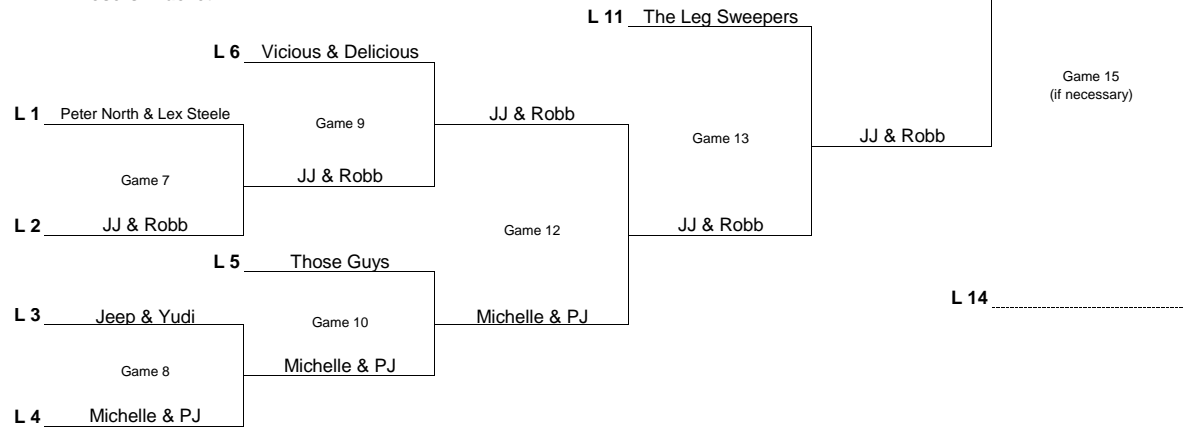 L 11 The Leg Sweepers
L 6 Vicious & Delicious
Game 15
(if necessary)
L 1 Peter North & Lex Steele
Game 9
JJ & Robb
Game 13
JJ & Robb
Game 7
JJ & Robb
L 2 JJ & Robb
Game 12
JJ & Robb
L 5 Those Guys
L 14
L 3 Jeep & Yudi
Game 10
Michelle & PJ
Game 8
Michelle & PJ
L 4 Michelle & PJ